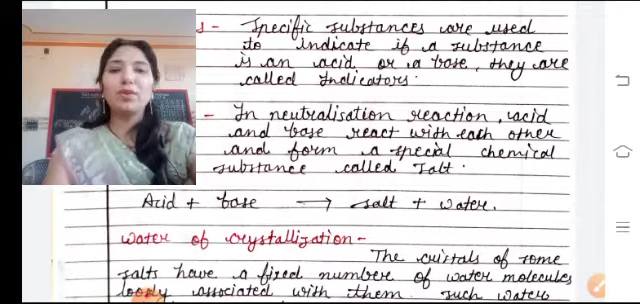 s - Specific substances are used
to indicate if a substance
is an acid or a base, they are
called Indicators.
- In neutralisation reaction, acid
and base react with each other
and form a special chemical
substance called salt.
Acid + base → salt + water.
Water of crystallization -
The cristals of some
salts have a fixed number of water molecules
loosly associated with them. Such water